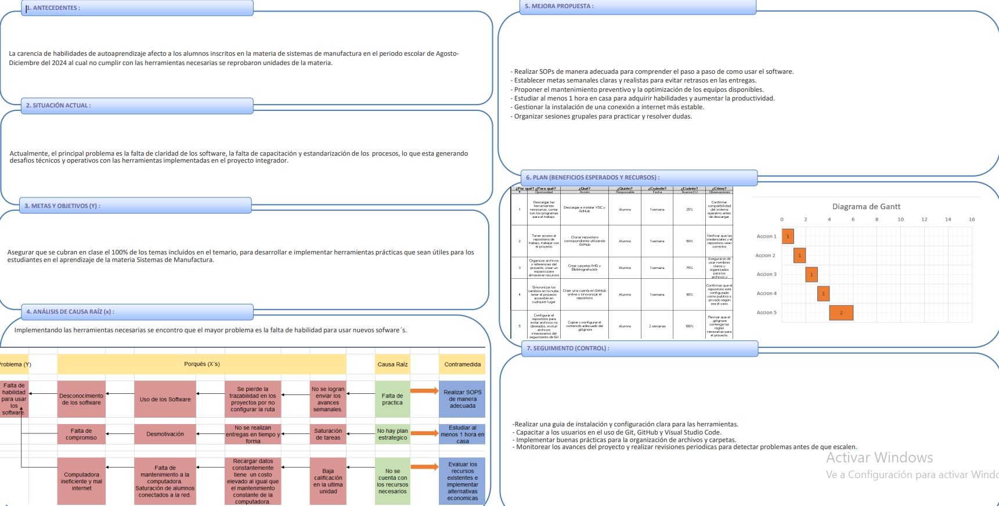 1. ANTECEDENTES :
La carencia de habilidades de autoaprendizaje afecto a los alumnos inscritos en la materia de sistemas de manufactura en el periodo escolar de Agosto-
Diciembre del 2024 al cual no cumplir con las herramientas necesarias se reprobaron unidades de la materia.
2. SITUACIÓN ACTUAL :
Actualmente, el principal problema es la falta de claridad de los software, la falta de capacitación y estandarización de los procesos, lo que esta generando
desafios técnicos y operativos con las herramientas implementadas en el proyecto integrador.
3. METAS Y OBJETIVOS (Y) :
Asegurar que se cubran en clase el 100% de los temas incluidos en el temario, para desarrollar e implementar herramientas prácticas que sean útiles para los
estudiantes en el aprendizaje de la materia Sistemas de Manufactura.
4. ANÁLISIS DE CAUSA RAÍZ (x) :
Implementando las herramientas necesarias se encontro que el mayor problema es la falta de habilidad para usar nuevos sofware´s.
Problema (Y)
Porqués (X´s)
Causa Raíz
Contramedida
Falta de
habilidad
para usar
los
software.
Desconocimiento
de los software
Uso de los Software
Se pierde la
trazabilidad en los
proyectos por no
configurar la ruta
No se logran
enviar los
avances
semanales.
Falta de
practica
Realizar SOPS
de manera
adecuada
Falta de
compromiso
Desmotivación
No se realizan
entregas en tiempo y
forma
Saturación
de tareas
No hay plan
estrategico
Estudiar al
menos 1 hora en
casa
Computadora
ineficiente y mal
internet
Falta de
mantenimiento a la
computadora.
Saturación de alumnos
conectados a la red.
Recargar datos
constantemente
tiene un costo
elevado al igual que
el mantenimiento
constante de la
computadora.
Baja
calificación
en la ultima
unidad
No se
cuenta con
los recursos
necesarios
Evaluar los
recursos
existentes e
implementar
alternativas
economicas
5. MEJORA PROPUESTA :
- Realizar SOPs de manera adecuada para comprender el paso a paso de como usar el software.
- Establecer metas semanales claras y realistas para evitar retrasos en las entregas.
- Proponer el mantenimiento preventivo y la optimización de los equipos disponibles.
- Estudiar al menos 1 hora en casa para adquirir habilidades y aumentar la productividad.
- Gestionar la instalación de una conexión a internet más estable.
- Organizar sesiones grupales para practicar y resolver dudas.
6. PLAN (BENEFICIOS ESPERADOS Y RECURSOS) :
¿Por qué? ¿Para qué? ¿Qué? ¿Quién? ¿Cuándo? ¿Cuánto? ¿Cómo?
# Oportunidad Acción Responsable Fecha Avance (%) Observaciones
1
Descargar las
herramientas
necesarias, contar
con los programas
para el trabajo.
Descargar e instalar VSC y
GitHub
Alumno
1 semana
25%
Confirmar
compatibilidad
del sistema
operativo antes
de descargar.
2
Tener acceso al
repositorio de
trabajo, trabajar con
el proyecto
Clonar repositorio
correspondiente utilizando
GitHub
Alumno
1 semana
50%
Verificar que las
credenciales y el
repositorio sean
correctos
3
Organizar archivos
y referencias del
proyecto, crear un
espacio para
almacenar recursos
Crear carpetas IMG y
Bibliografia.bib
Alumno
1 semana
75%
Asegurarse de
usar nombres
claros y
organizados
para los
archivos y
4
Sincronizar los
cambios en la nube,
tener el proyecto
accesible en
cualquier lugar
Craer una cuenta en GitHub
online y sincronizar el
repositorio
Alumno
1 semana
90%
Confirmar que el
repositorio este
configurado
como publico o
privado según
sea el caso.
5
Configurar el
repositorio para
evitar archivos no
deseados, excluir
archivos
innecesarios del
seguimiento de Git
Copiar y configurar el
contenido adecuado del
.gitignore
Alumno
2 semanas
100%
Revisar que el
.gitignore
contenga las
reglas
necesarias para
el proyecto.
Diagrama de Gantt
0 2 4 6 8 10 12 14 16
Accion 1 1
Accion 2 1
Accion 3 1
Accion 4 1
Accion 5 2
7. SEGUIMIENTO (CONTROL) :
-Realizar una guia de instalación y configuración clara para las herramientas.
- Capacitar a los usuarios en el uso de Git, GitHub y Visual Studio Code.
- Implementar buenas prácticas para la organización de archivos y carpetas.
- Monitorear los avances del proyecto y realizar revisiones periodicas para detectar problemas antes de que escalen.
Activar Windows
Ve a Configuración para activar Windo